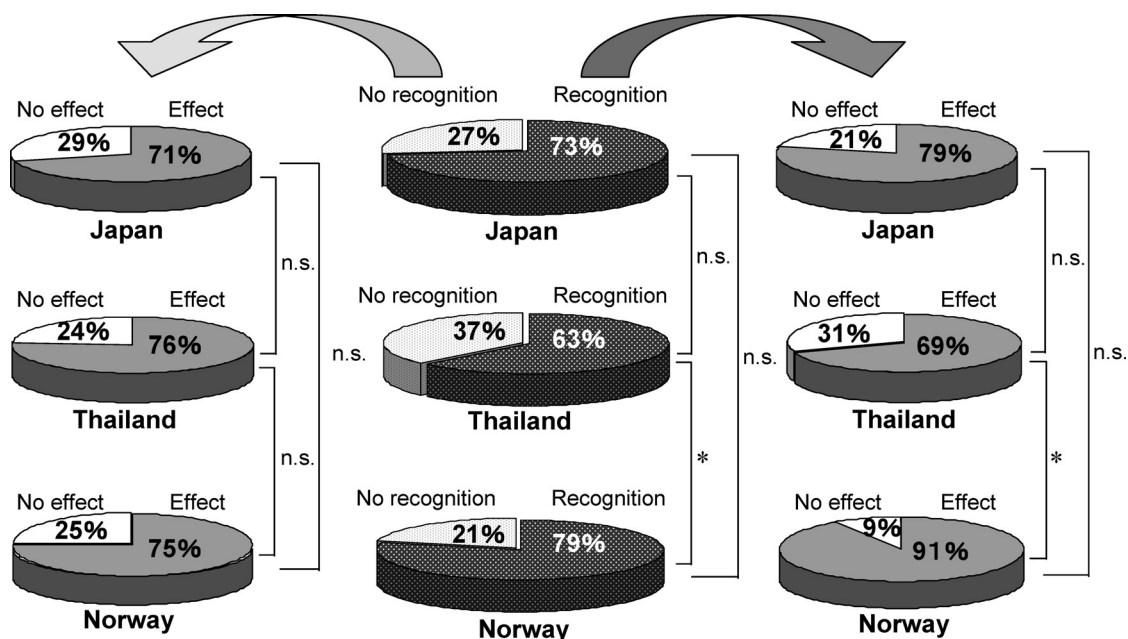 No recognition Recognition
No effect Effect
27% 73%
No effect Effect
29% 71%
21% 79%
Japan
Japan
Japan
n.s.
n.s.
n.s.
No effect Effect
No recognition Recognition
No effect Effect
24% 76%
37% 63%
31% 69%
n.s.
n.s.
n.s.
Thailand
Thailand
Thailand
n.s.
*
*
No effect Effect
No recognition Recognition
No effect Effect
25% 75%
21% 79%
9% 91%
Norway
Norway
Norway